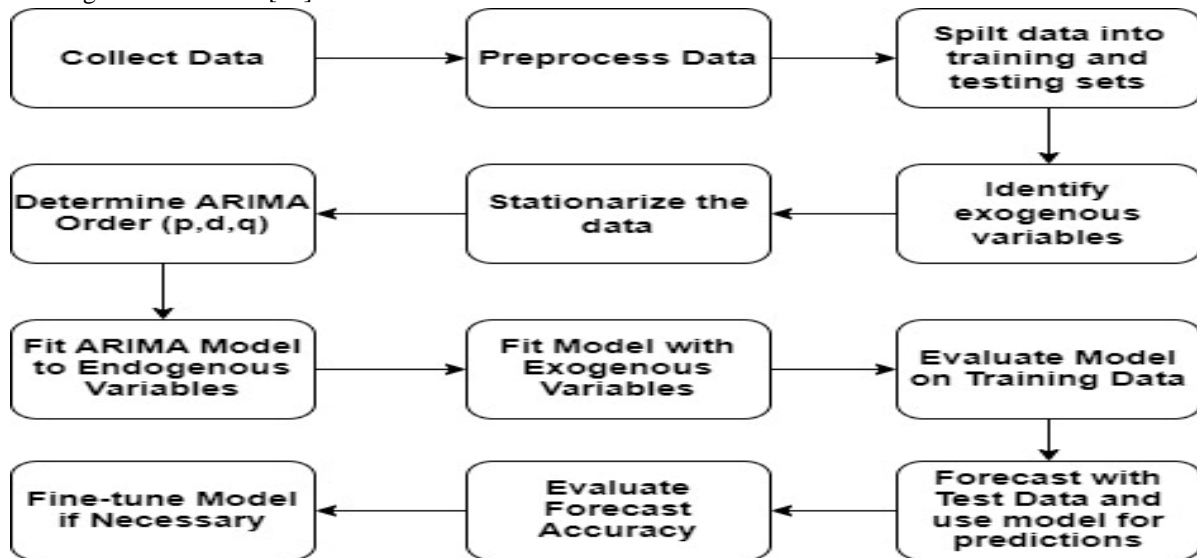 Collect Data
Preprocess Data
Spilt data into
training and
testing sets
Identify
exogenous
variables
Stationarize the
data
Determine ARIMA
Order (p,d,q)
Fit ARIMA Model
to Endogenous
Variables
Fit Model with
Exogenous
Variables
Evaluate Model
on Training Data
Forecast with
Test Data and
use model for
predictions
Evaluate
Forecast
Accuracy
Fine-tune Model
if Necessary